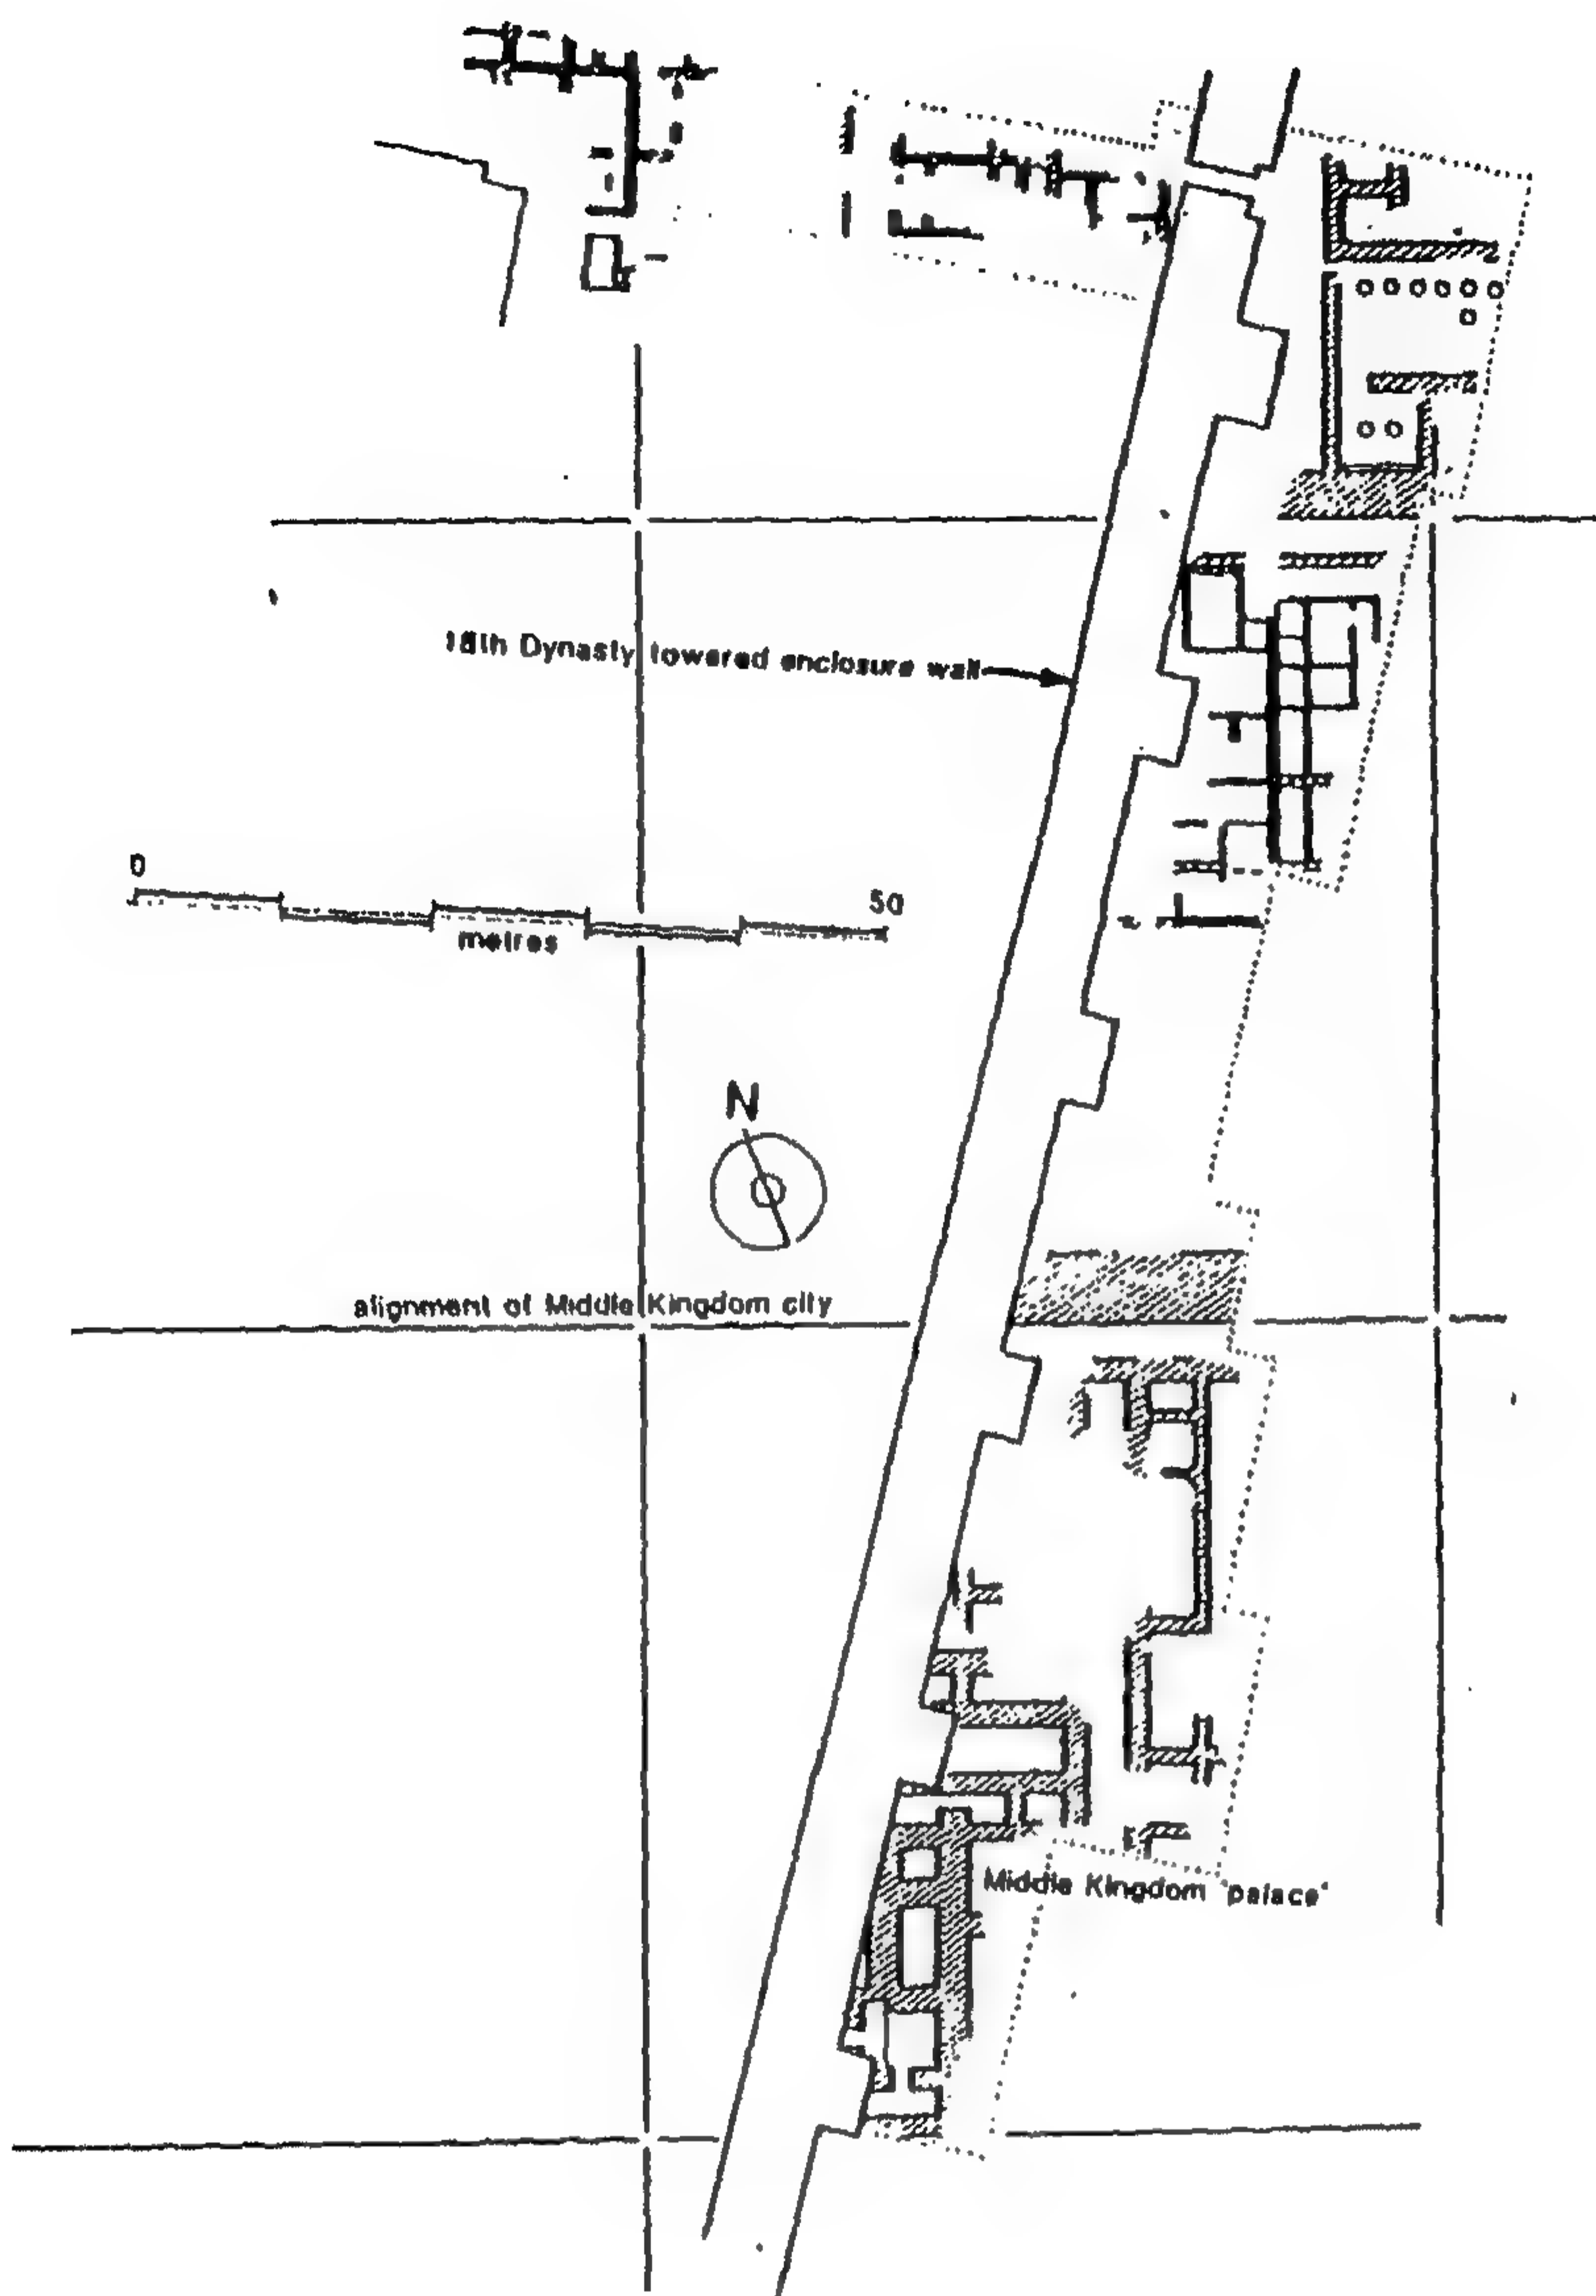 18th Dynasty towered enclosure wall
0 50
metres
N
alignment of Middle Kingdom city
Middle Kingdom 'palace'